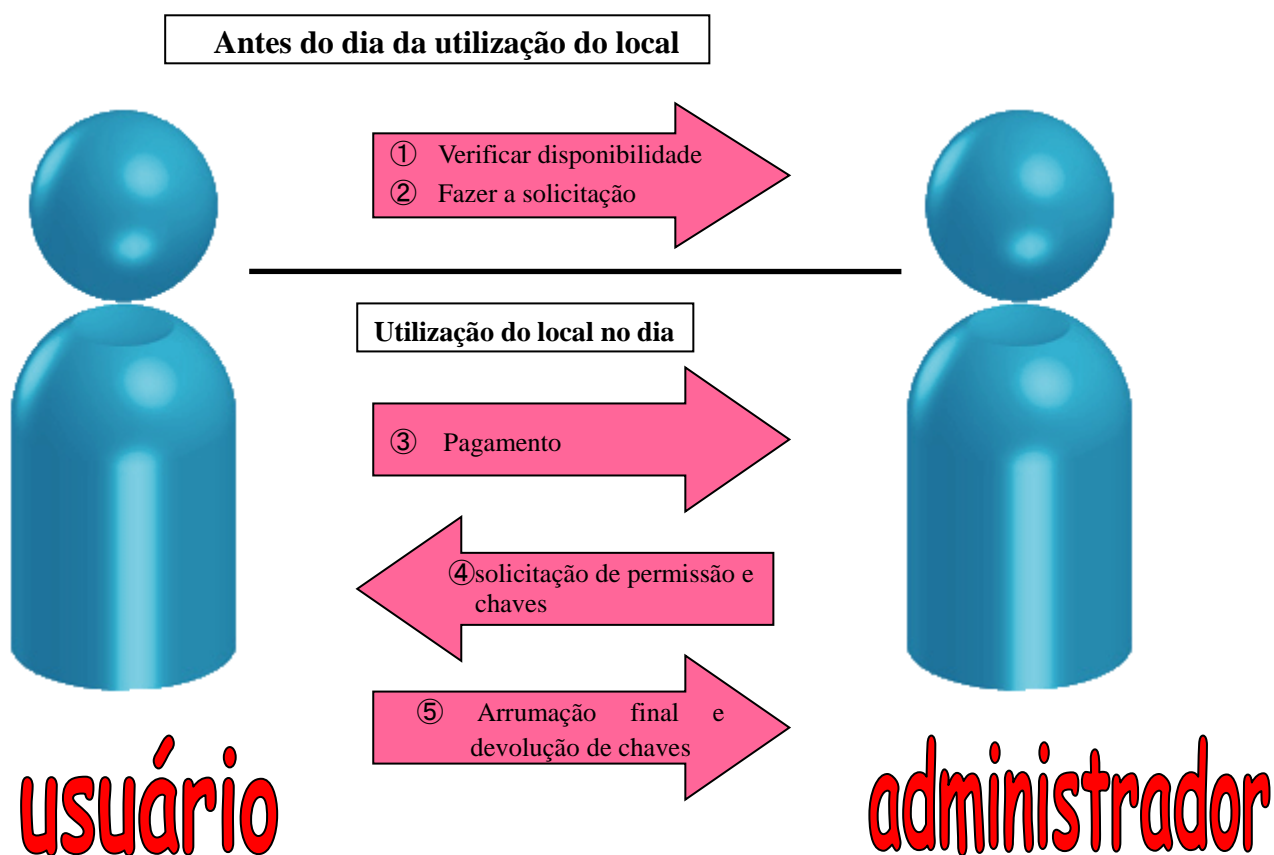 Antes do dia da utilização do local
① Verificar disponibilidade
② Fazer a solicitação
Utilização do local no dia
③ Pagamento
④solicitação de permissão e
chaves
⑤ Arrumação final e
devolução de chaves
usuário
administrador